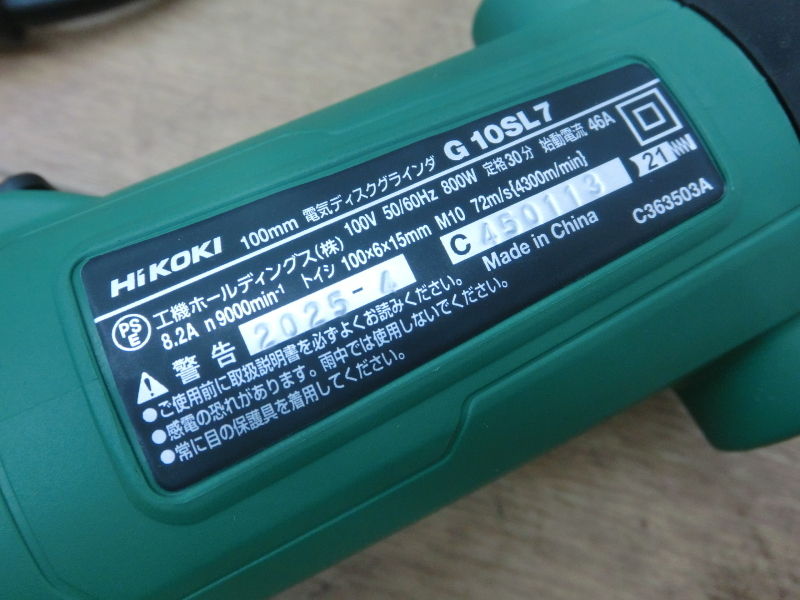 HiKOKI 100mm 電気ディスクグラインダ G 10SL7
PSE 工機ホールディングス(株) 100V 50/60Hz 800W 定格30分 始動電流 46A
8.2A n 9000min⁻¹ トイシ 100×6×15mm M10 72m/s{4300m/min} 21
2025-4 C 450113
警告 Made in China C363503A
●ご使用前に取扱説明書を必ずよくお読みください。
●感電の恐れがあります。雨中では使用しないでください。
●常に目の保護具を着用してください。